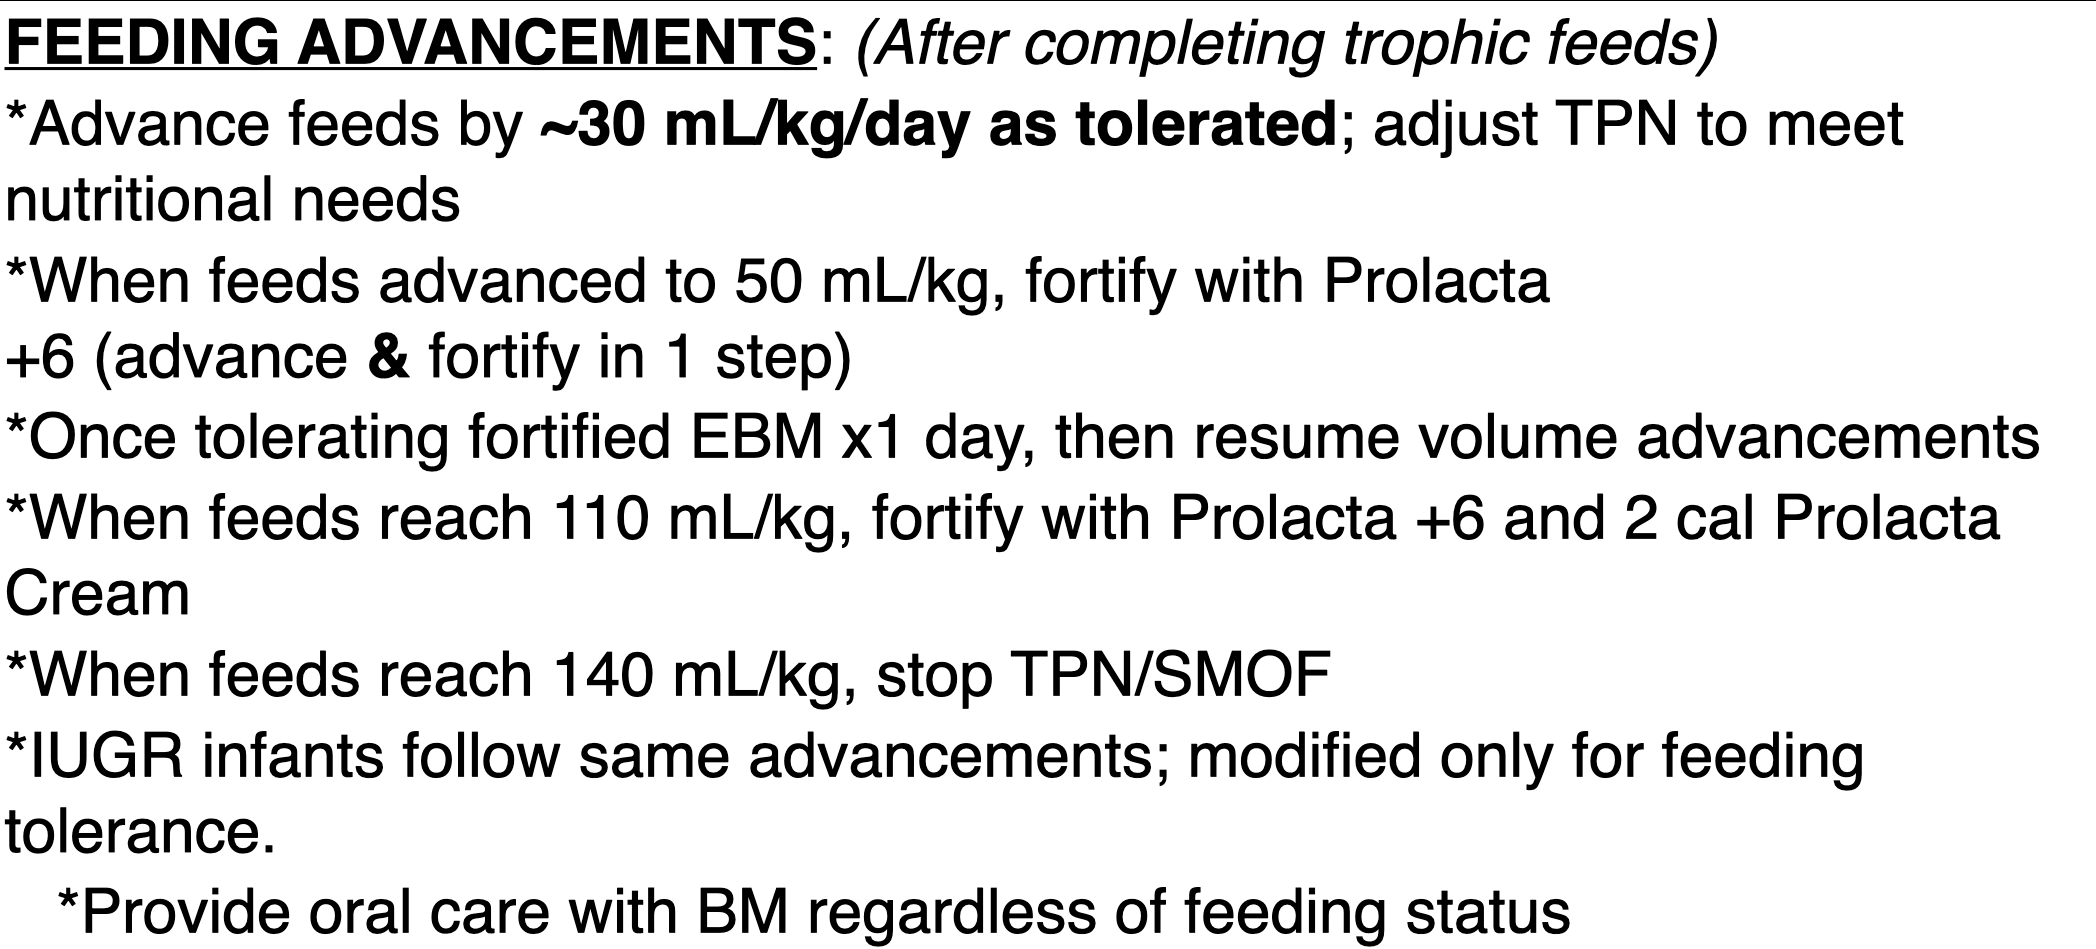 FEEDING ADVANCEMENTS: (After completing trophic feeds)
*Advance feeds by ~30 mL/kg/day as tolerated; adjust TPN to meet
nutritional needs
*When feeds advanced to 50 mL/kg, fortify with Prolacta
+6 (advance & fortify in 1 step)
*Once tolerating fortified EBM x1 day, then resume volume advancements
*When feeds reach 110 mL/kg, fortify with Prolacta +6 and 2 cal Prolacta
Cream
*When feeds reach 140 mL/kg, stop TPN/SMOF
*IUGR infants follow same advancements; modified only for feeding
tolerance.
*Provide oral care with BM regardless of feeding status